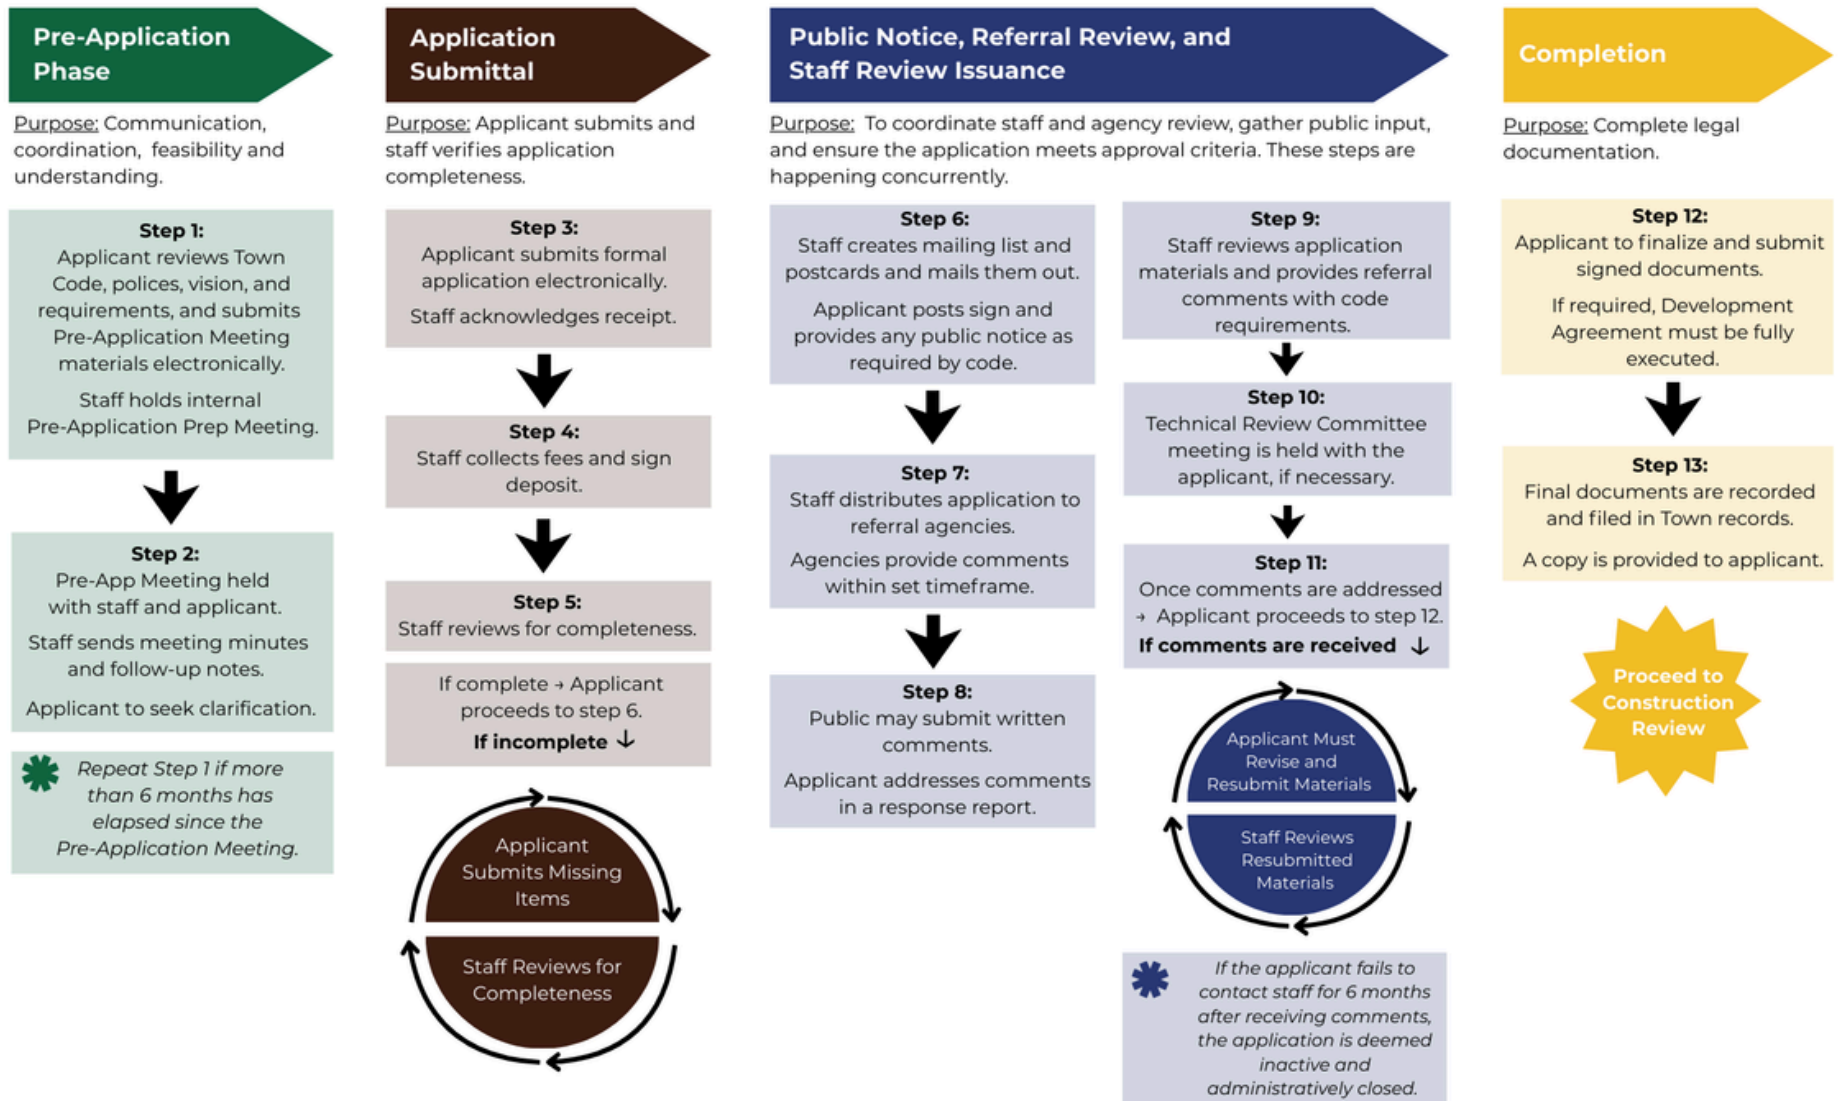 Pre-Application
Phase
Purpose: Communication,
coordination, feasibility and
understanding.
Step 1:
Applicant reviews Town
Code, polices, vision, and
requirements, and submits
Pre-Application Meeting
materials electronically.
Staff holds internal
Pre-Application Prep Meeting.
Step 2:
Pre-App Meeting held
with staff and applicant.
Staff sends meeting minutes
and follow-up notes.
Applicant to seek clarification.
Repeat Step 1 if more
than 6 months has
elapsed since the
Pre-Application Meeting.
Application
Submittal
Purpose: Applicant submits and
staff verifies application
completeness.
Step 3:
Applicant submits formal
application electronically.
Staff acknowledges receipt.
Step 4:
Staff collects fees and sign
deposit.
Step 5:
Staff reviews for completeness.
If complete → Applicant
proceeds to step 6.
If incomplete ↓
Applicant
Submits Missing
Items
Staff Reviews for
Completeness
Public Notice, Referral Review, and
Staff Review Issuance
Purpose: To coordinate staff and agency review, gather public input,
and ensure the application meets approval criteria. These steps are
happening concurrently.
Step 6:
Staff creates mailing list and
postcards and mails them out.
Applicant posts sign and
provides any public notice as
required by code.
Step 7:
Staff distributes application to
referral agencies.
Agencies provide comments
within set timeframe.
Step 8:
Public may submit written
comments.
Applicant addresses comments
in a response report.
Step 9:
Staff reviews application
materials and provides referral
comments with code
requirements.
Step 10:
Technical Review Committee
meeting is held with the
applicant, if necessary.
Step 11:
Once comments are addressed
→ Applicant proceeds to step 12.
If comments are received ↓
Applicant Must
Revise and
Resubmit Materials
Staff Reviews
Resubmitted
Materials
If the applicant fails to
contact staff for 6 months
after receiving comments,
the application is deemed
inactive and
administratively closed.
Completion
Purpose: Complete legal
documentation.
Step 12:
Applicant to finalize and submit
signed documents.
If required, Development
Agreement must be fully
executed.
Step 13:
Final documents are recorded
and filed in Town records.
A copy is provided to applicant.
Proceed to
Construction
Review